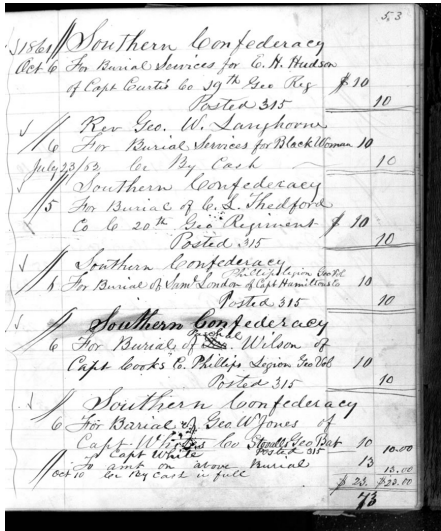 53
1861 Southern Confederacy
Oct 6 For Burial Services for E. H. Hudson
of Capt Curtis Co 19th Geo Reg $ 10
Posted 315 10
Rev Geo. W. Langhorne
6 For Burial Services for Black Woman 10
July 23/62 Cr By Cash 10
Southern Confederacy
5 For Burial of C. L. Thedford
Co C 20th Geo Regiment $ 10
Posted 315 10
Southern Confederacy
Phillips Legion Geo Vol
6 For Burial of Saml London of Capt Hamiltons Co 10
Posted 315 10
Southern Confederacy
6 For Burial of Wilson of
Capt Cooks Co. Phillips Legion Geo Vol 10
Posted 315 10
Southern Confederacy
6 For Burial of Geo W Jones of
Capt Co Stovalls Geo Bat 10 10.00
Capt White Posted 315
To amt on above Burial 13 13.00
Oct 10 Cr By Cash in full $ 23. $23.00
73